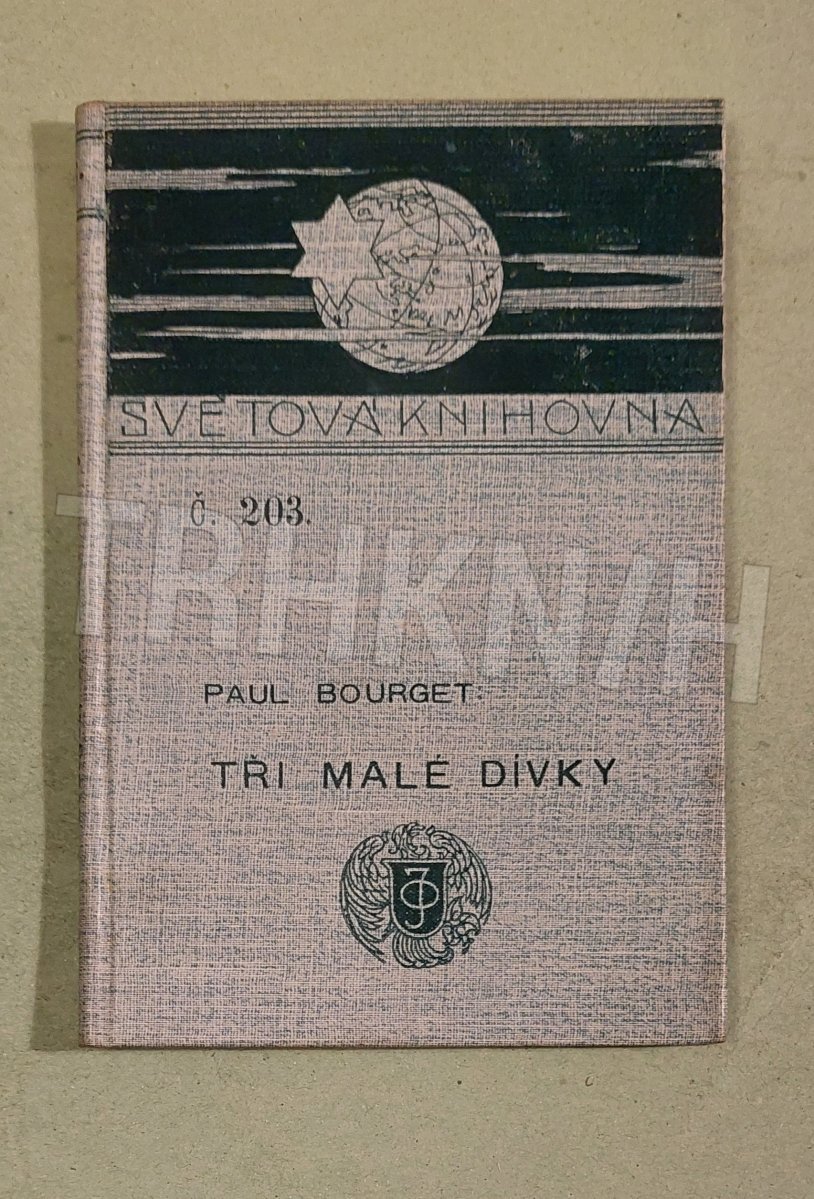 SVĚTOVÁ KNIHOVNA
Č. 203.
TRHKNIH
PAUL BOURGET:
TŘI MALÉ DÍVKY
JO